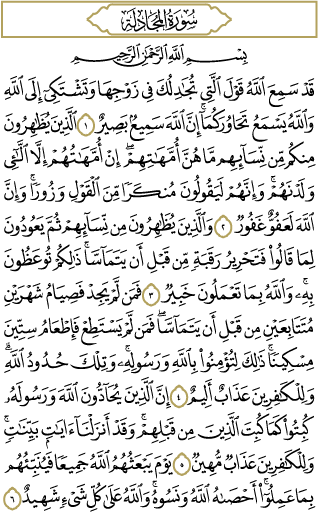 سُورَةُ المُجَادلَة
بِسْمِ ٱللَّهِ ٱلرَّحْمَٰنِ ٱلرَّحِيمِ
قَدْ سَمِعَ ٱللَّهُ قَوْلَ ٱلَّتِى تُجَٰدِلُكَ فِى زَوْجِهَا وَتَشْتَكِىٓ إِلَى ٱللَّهِ
وَٱللَّهُ يَسْمَعُ تَحَاوُرَكُمَآ ۚ إِنَّ ٱللَّهَ سَمِيعٌۢ بَصِيرٌ ١ ٱلَّذِينَ يُظَٰهِرُونَ
مِنكُم مِّن نِّسَآئِهِم مَّا هُنَّ أُمَّهَٰتِهِمْ ۖ إِنْ أُمَّهَٰتُهُمْ إِلَّا ٱلَّٰٓـِٔى
وَلَدْنَهُمْ ۚ وَإِنَّهُمْ لَيَقُولُونَ مُنكَرًا مِّنَ ٱلْقَوْلِ وَزُورًا ۚ وَإِنَّ
ٱللَّهَ لَعَفُوٌّ غَفُورٌ ٢ وَٱلَّذِينَ يُظَٰهِرُونَ مِن نِّسَآئِهِمْ ثُمَّ يَعُودُونَ
لِمَا قَالُوا۟ فَتَحْرِيرُ رَقَبَةٍ مِّن قَبْلِ أَن يَتَمَآسَّا ۚ ذَٰلِكُمْ تُوعَظُونَ
بِهِۦ ۚ وَٱللَّهُ بِمَا تَعْمَلُونَ خَبِيرٌ ٣ فَمَن لَّمْ يَجِدْ فَصِيَامُ شَهْرَيْنِ
مُتَتَابِعَيْنِ مِن قَبْلِ أَن يَتَمَآسَّا ۖ فَمَن لَّمْ يَسْتَطِعْ فَإِطْعَامُ سِتِّينَ
مِسْكِينًا ۚ ذَٰلِكَ لِتُؤْمِنُوا۟ بِٱللَّهِ وَرَسُولِهِۦ ۚ وَتِلْكَ حُدُودُ ٱللَّهِ ۗ
وَلِلْكَٰفِرِينَ عَذَابٌ أَلِيمٌ ٤ إِنَّ ٱلَّذِينَ يُحَآدُّونَ ٱللَّهَ وَرَسُولَهُۥ
كُبِتُوا۟ كَمَا كُبِتَ ٱلَّذِينَ مِن قَبْلِهِمْ ۚ وَقَدْ أَنزَلْنَآ ءَايَٰتٍۭ بَيِّنَٰتٍ ۚ
وَلِلْكَٰفِرِينَ عَذَابٌ مُّهِينٌ ٥ يَوْمَ يَبْعَثُهُمُ ٱللَّهُ جَمِيعًا فَيُنَبِّئُهُم
بِمَا عَمِلُوٓا۟ ۚ أَحْصَىٰهُ ٱللَّهُ وَنَسُوهُ ۚ وَٱللَّهُ عَلَىٰ كُلِّ شَىْءٍ شَهِيدٌ ٦